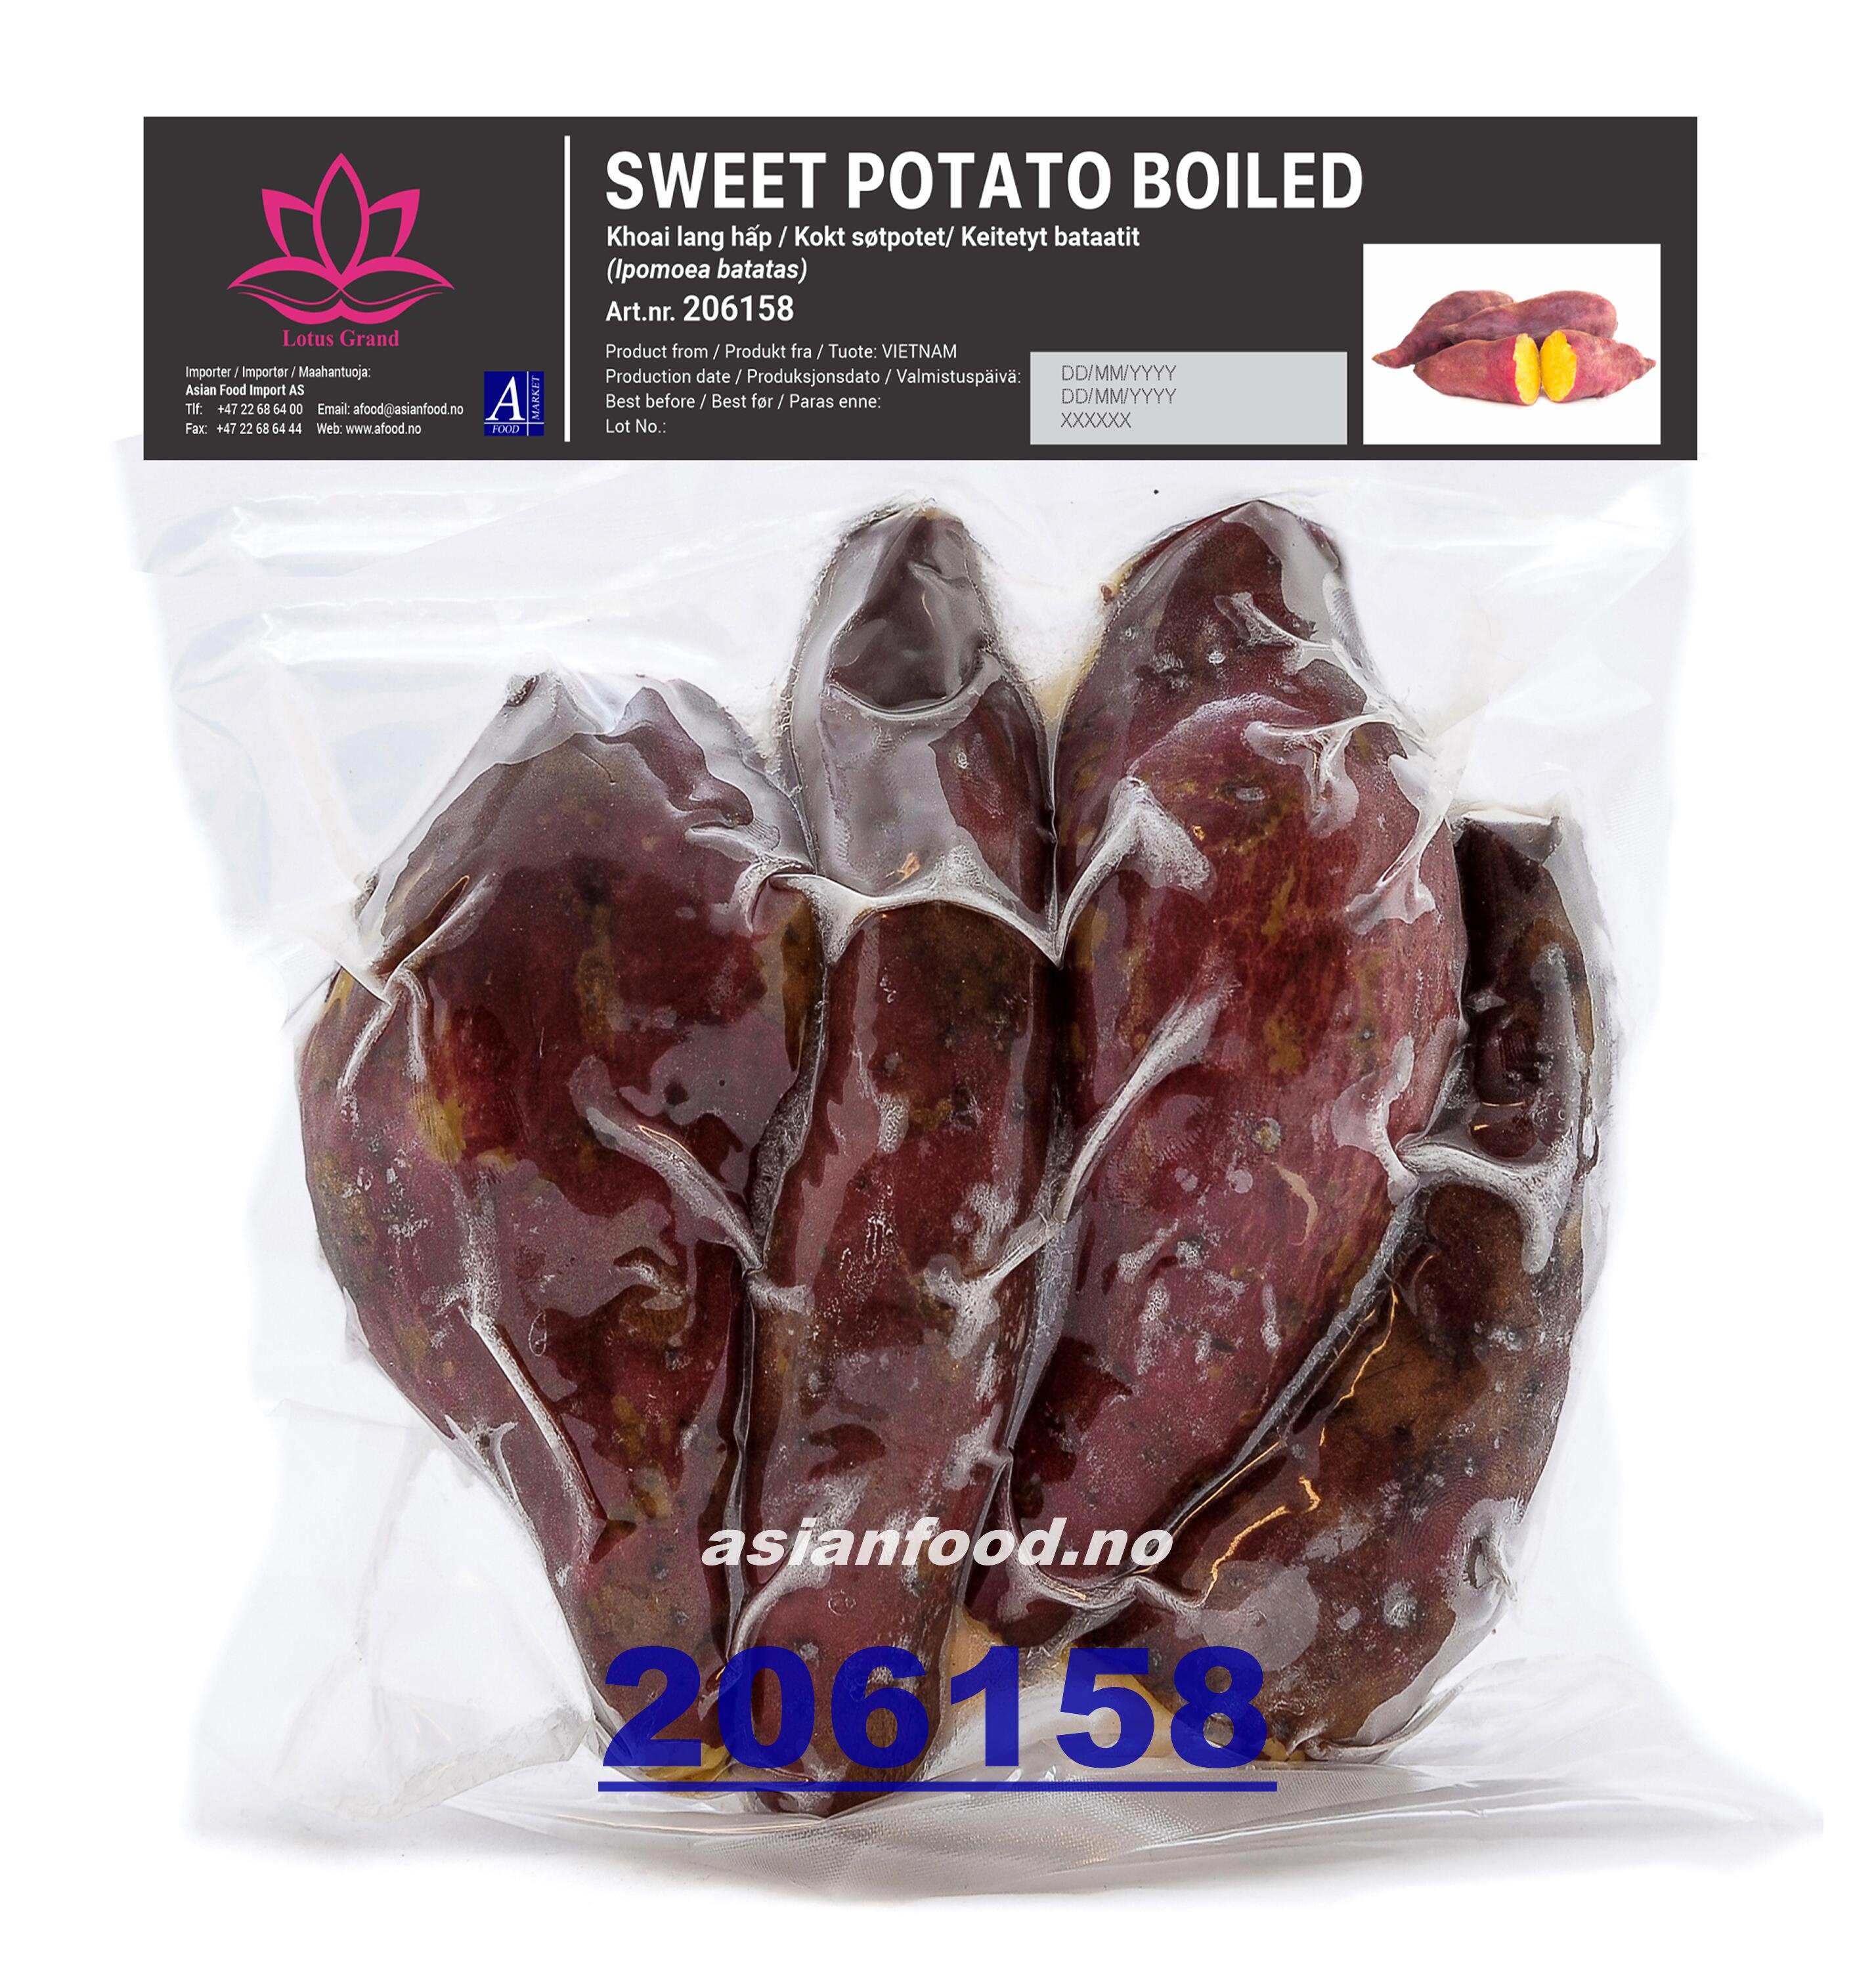 SWEET POTATO BOILED
Khoai lang hấp / Kokt søtpotet/ Keitetyt bataatit
(Ipomoea batatas)
Art.nr. 206158
Lotus Grand
Importer / Importør / Maahantuoja:
Asian Food Import AS
Tlf: +47 22 68 64 00 Email: afood@asianfood.no
Fax: +47 22 68 64 44 Web: www.afood.no
A
FOOD
MARKET
Product from / Produkt fra / Tuote: VIETNAM
Production date / Produksjonsdato / Valmistuspäivä: DD/MM/YYYY
Best before / Best før / Paras enne: DD/MM/YYYY
Lot No.: XXXXXX
asianfood.no
206158